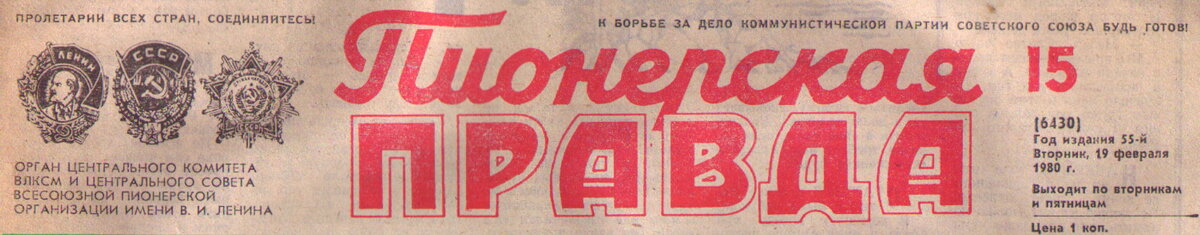 ПРОЛЕТАРИИ ВСЕХ СТРАН, СОЕДИНЯЙТЕСЬ!
К БОРЬБЕ ЗА ДЕЛО КОММУНИСТИЧЕСКОЙ ПАРТИИ СОВЕТСКОГО СОЮЗА БУДЬ ГОТОВ!
ЛЕНИН
СССР
Пионерская
ПРАВДА
ОРГАН ЦЕНТРАЛЬНОГО КОМИТЕТА
ВЛКСМ И ЦЕНТРАЛЬНОГО СОВЕТА
ВСЕСОЮЗНОЙ ПИОНЕРСКОЙ
ОРГАНИЗАЦИИ ИМЕНИ В. И. ЛЕНИНА
15
(6430)
Год издания 55-й
Вторник, 19 февраля
1980 г.
Выходит по вторникам
и пятницам
Цена 1 коп.